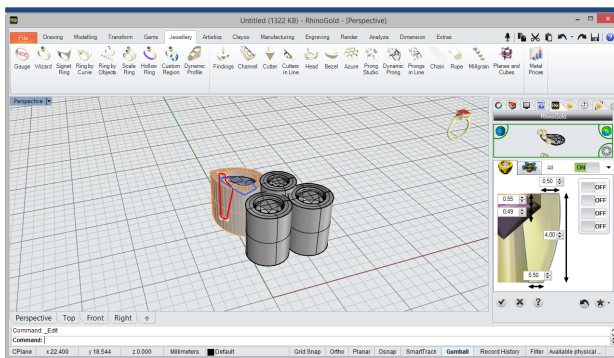 Untitled (1322 KB) - RhinoGold - [Perspective]
File Drawing Modelling Transform Gems Jewellery Artistics Clayoo Manufacturing Engraving Render Analyze Dimension Extras
Gauge Wizard Signet Ring Ring by Curve Ring by Objects Scale Ring Hollow Ring Custom Region Dynamic Profile Findings Channel Cutter Cutters in Line Head Bezel Azure Prong Studio Dynamic Prong Prongs in Line Chain Rope Milligrain Planes and Cubes Metal Prices
Perspective
RhinoGold
All ON
0,50
OFF
0,55
OFF
0,49
OFF
4,00
OFF
0,50
Perspective Top Front Right
Command: _Edit
Command:
CPlane x 22.400 y 18.544 z 0.000 Millimeters Default Grid Snap Ortho Planar Osnap SmartTrack Gumball Record History Filter Available physical...